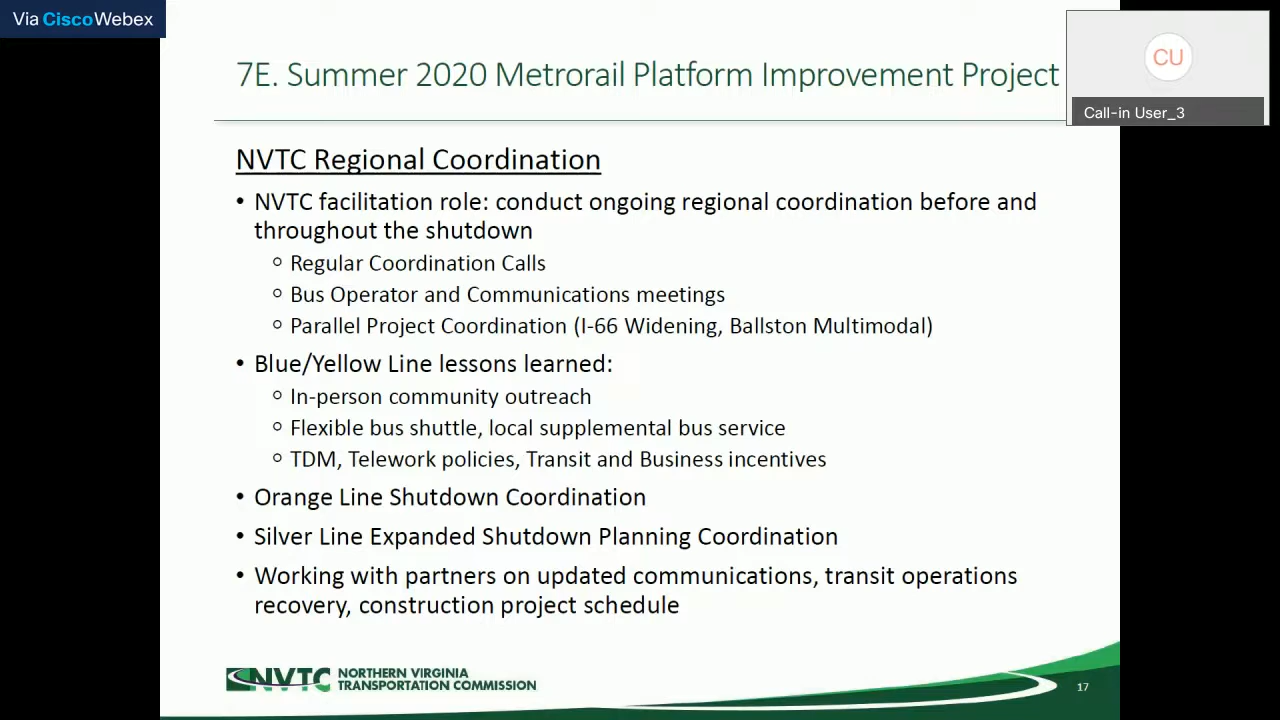 Via CiscoWebex
7E. Summer 2020 Metrorail Platform Improvement Project
CU
Call-in User_3
NVTC Regional Coordination
• NVTC facilitation role: conduct ongoing regional coordination before and
throughout the shutdown
○ Regular Coordination Calls
○ Bus Operator and Communications meetings
○ Parallel Project Coordination (I-66 Widening, Ballston Multimodal)
• Blue/Yellow Line lessons learned:
○ In-person community outreach
○ Flexible bus shuttle, local supplemental bus service
○ TDM, Telework policies, Transit and Business incentives
• Orange Line Shutdown Coordination
• Silver Line Expanded Shutdown Planning Coordination
• Working with partners on updated communications, transit operations
recovery, construction project schedule
NVTC
NORTHERN VIRGINIA
TRANSPORTATION COMMISSION
17